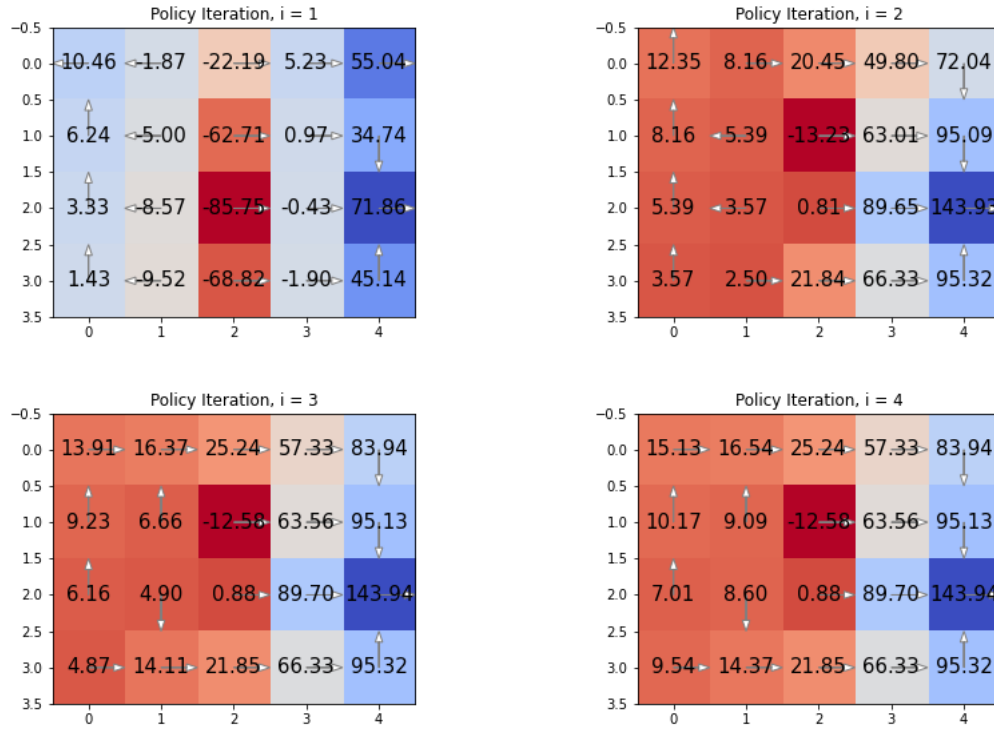 Policy Iteration, i = 1
−0.5
0.0
10.46 -1.87 -22.19 5.23 55.04
0.5
1.0
6.24 -5.00 -62.71 0.97 34.74
1.5
2.0
3.33 -8.57 -85.75 -0.43 71.86
2.5
3.0
1.43 -9.52 -68.82 -1.90 45.14
3.5
0 1 2 3 4
Policy Iteration, i = 2
−0.5
0.0
12.35 8.16 20.45 49.80 72.04
0.5
1.0
8.16 5.39 -13.23 63.01 95.09
1.5
2.0
5.39 3.57 0.81 89.65 143.93
2.5
3.0
3.57 2.50 21.84 66.33 95.32
3.5
0 1 2 3 4
Policy Iteration, i = 3
−0.5
0.0
13.91 16.37 25.24 57.33 83.94
0.5
1.0
9.23 6.66 -12.58 63.56 95.13
1.5
2.0
6.16 4.90 0.88 89.70 143.94
2.5
3.0
4.87 14.11 21.85 66.33 95.32
3.5
0 1 2 3 4
Policy Iteration, i = 4
−0.5
0.0
15.13 16.54 25.24 57.33 83.94
0.5
1.0
10.17 9.09 -12.58 63.56 95.13
1.5
2.0
7.01 8.60 0.88 89.70 143.94
2.5
3.0
9.54 14.37 21.85 66.33 95.32
3.5
0 1 2 3 4